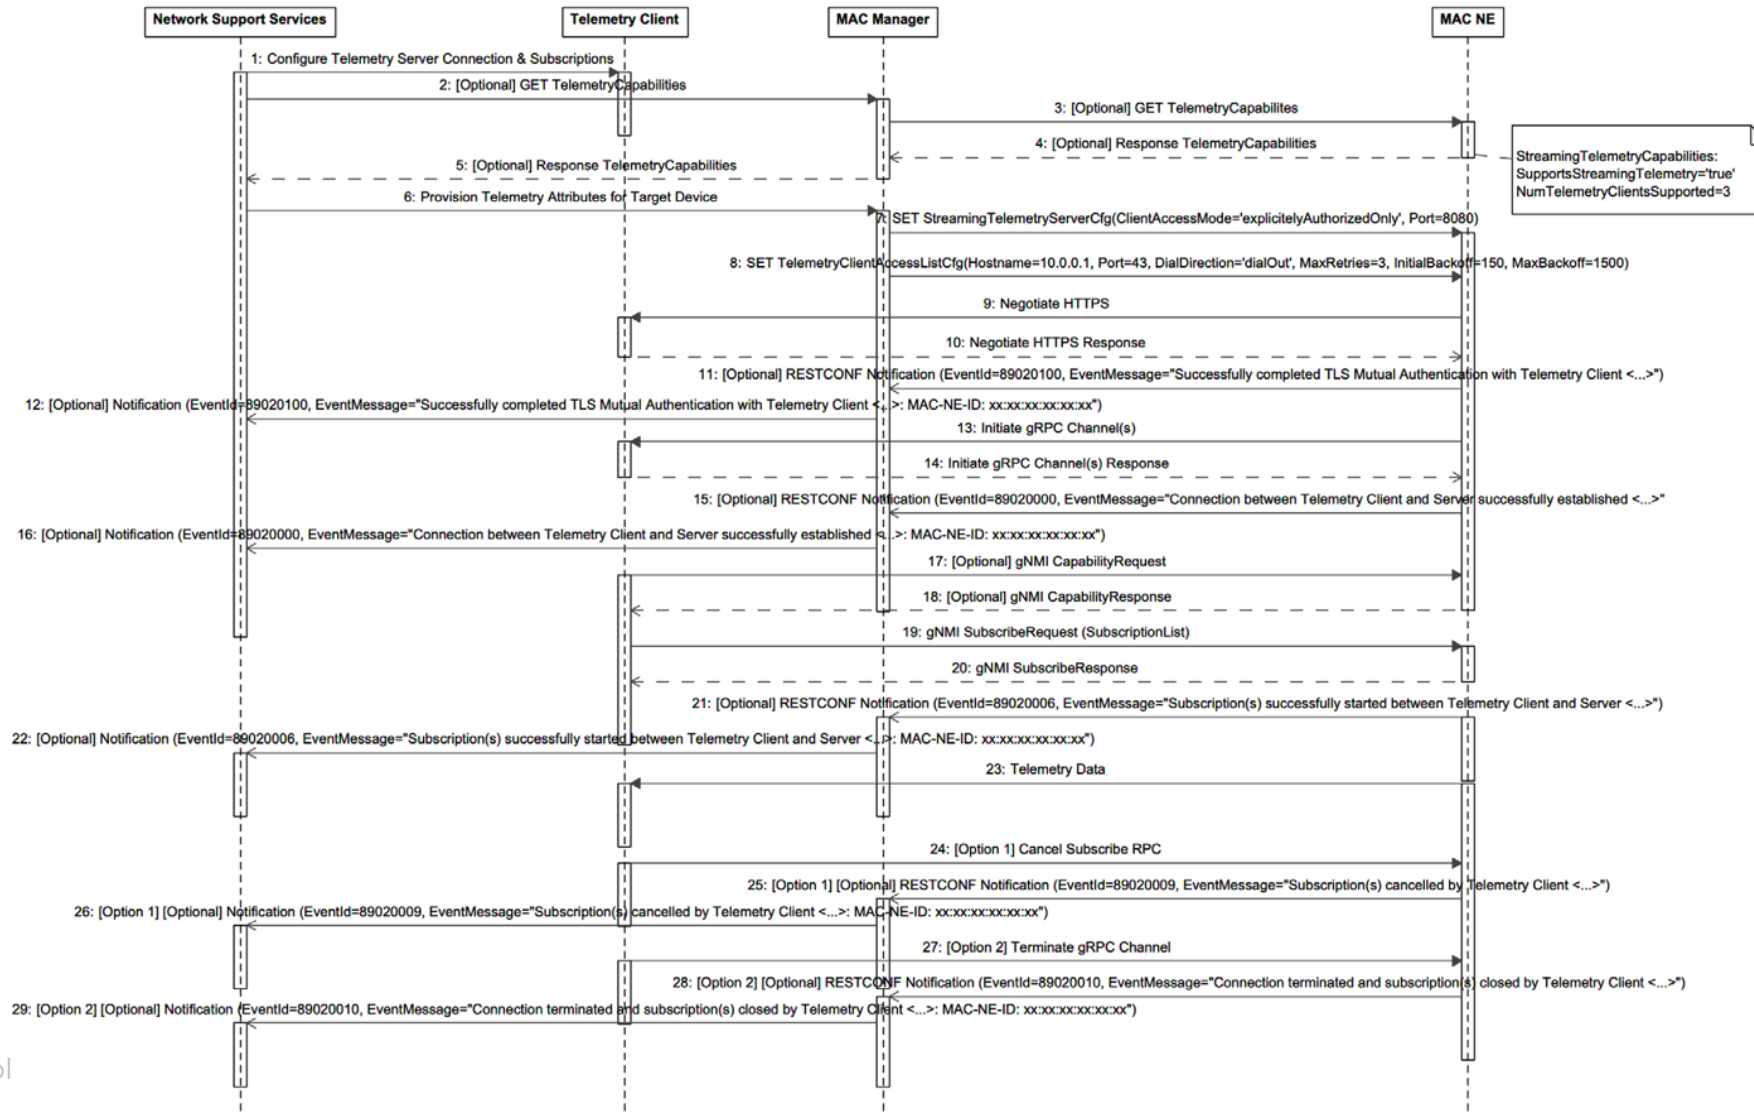 Network Support Services
Telemetry Client
MAC Manager
MAC NE
1: Configure Telemetry Server Connection & Subscriptions
2: [Optional] GET TelemetryCapabilities
3: [Optional] GET TelemetryCapabilites
4: [Optional] Response TelemetryCapabilities
StreamingTelemetryCapabilities:
SupportsStreamingTelemetry='true'
NumTelemetryClientsSupported=3
5: [Optional] Response TelemetryCapabilities
6: Provision Telemetry Attributes for Target Device
7: SET StreamingTelemetryServerCfg(ClientAccessMode='explicitelyAuthorizedOnly', Port=8080)
8: SET TelemetryClientAccessListCfg(Hostname=10.0.0.1, Port=43, DialDirection='dialOut', MaxRetries=3, InitialBackoff=150, MaxBackoff=1500)
9: Negotiate HTTPS
10: Negotiate HTTPS Response
11: [Optional] RESTCONF Notification (EventId=89020100, EventMessage="Successfully completed TLS Mutual Authentication with Telemetry Client <...>")
12: [Optional] Notification (EventId=89020100, EventMessage="Successfully completed TLS Mutual Authentication with Telemetry Client <...>: MAC-NE-ID: xx:xx:xx:xx:xx:xx")
13: Initiate gRPC Channel(s)
14: Initiate gRPC Channel(s) Response
15: [Optional] RESTCONF Notification (EventId=89020000, EventMessage="Connection between Telemetry Client and Server successfully established <...>"
16: [Optional] Notification (EventId=89020000, EventMessage="Connection between Telemetry Client and Server successfully established <...>: MAC-NE-ID: xx:xx:xx:xx:xx:xx")
17: [Optional] gNMI CapabilityRequest
18: [Optional] gNMI CapabilityResponse
19: gNMI SubscribeRequest (SubscriptionList)
20: gNMI SubscribeResponse
21: [Optional] RESTCONF Notification (EventId=89020006, EventMessage="Subscription(s) successfully started between Telemetry Client and Server <...>")
22: [Optional] Notification (EventId=89020006, EventMessage="Subscription(s) successfully started between Telemetry Client and Server <...>: MAC-NE-ID: xx:xx:xx:xx:xx:xx")
23: Telemetry Data
24: [Option 1] Cancel Subscribe RPC
25: [Option 1] [Optional] RESTCONF Notification (EventId=89020009, EventMessage="Subscription(s) cancelled by Telemetry Client <...>")
26: [Option 1] [Optional] Notification (EventId=89020009, EventMessage="Subscription(s) cancelled by Telemetry Client <...>: MAC-NE-ID: xx:xx:xx:xx:xx:xx")
27: [Option 2] Terminate gRPC Channel
28: [Option 2] [Optional] RESTCONF Notification (EventId=89020010, EventMessage="Connection terminated and subscription(s) closed by Telemetry Client <...>")
29: [Option 2] [Optional] Notification (EventId=89020010, EventMessage="Connection terminated and subscription(s) closed by Telemetry Client <...>: MAC-NE-ID: xx:xx:xx:xx:xx:xx")